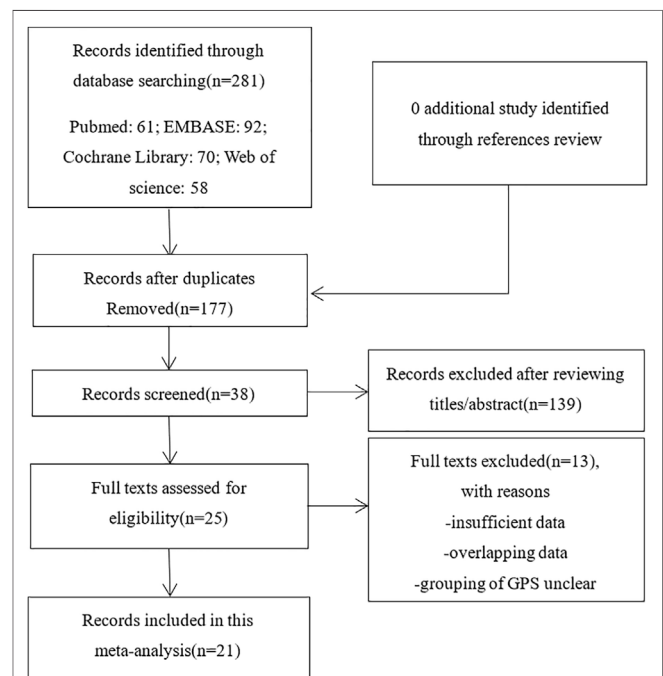 Records identified through
database searching(n=281)
Pubmed: 61; EMBASE: 92;
Cochrane Library: 70; Web of
science: 58
0 additional study identified
through references review
Records after duplicates
Removed(n=177)
Records screened(n=38)
Records excluded after reviewing
titles/abstract(n=139)
Full texts assessed for
eligibility(n=25)
Full texts excluded(n=13),
with reasons
-insufficient data
-overlapping data
-grouping of GPS unclear
Records included in this
meta-analysis(n=21)